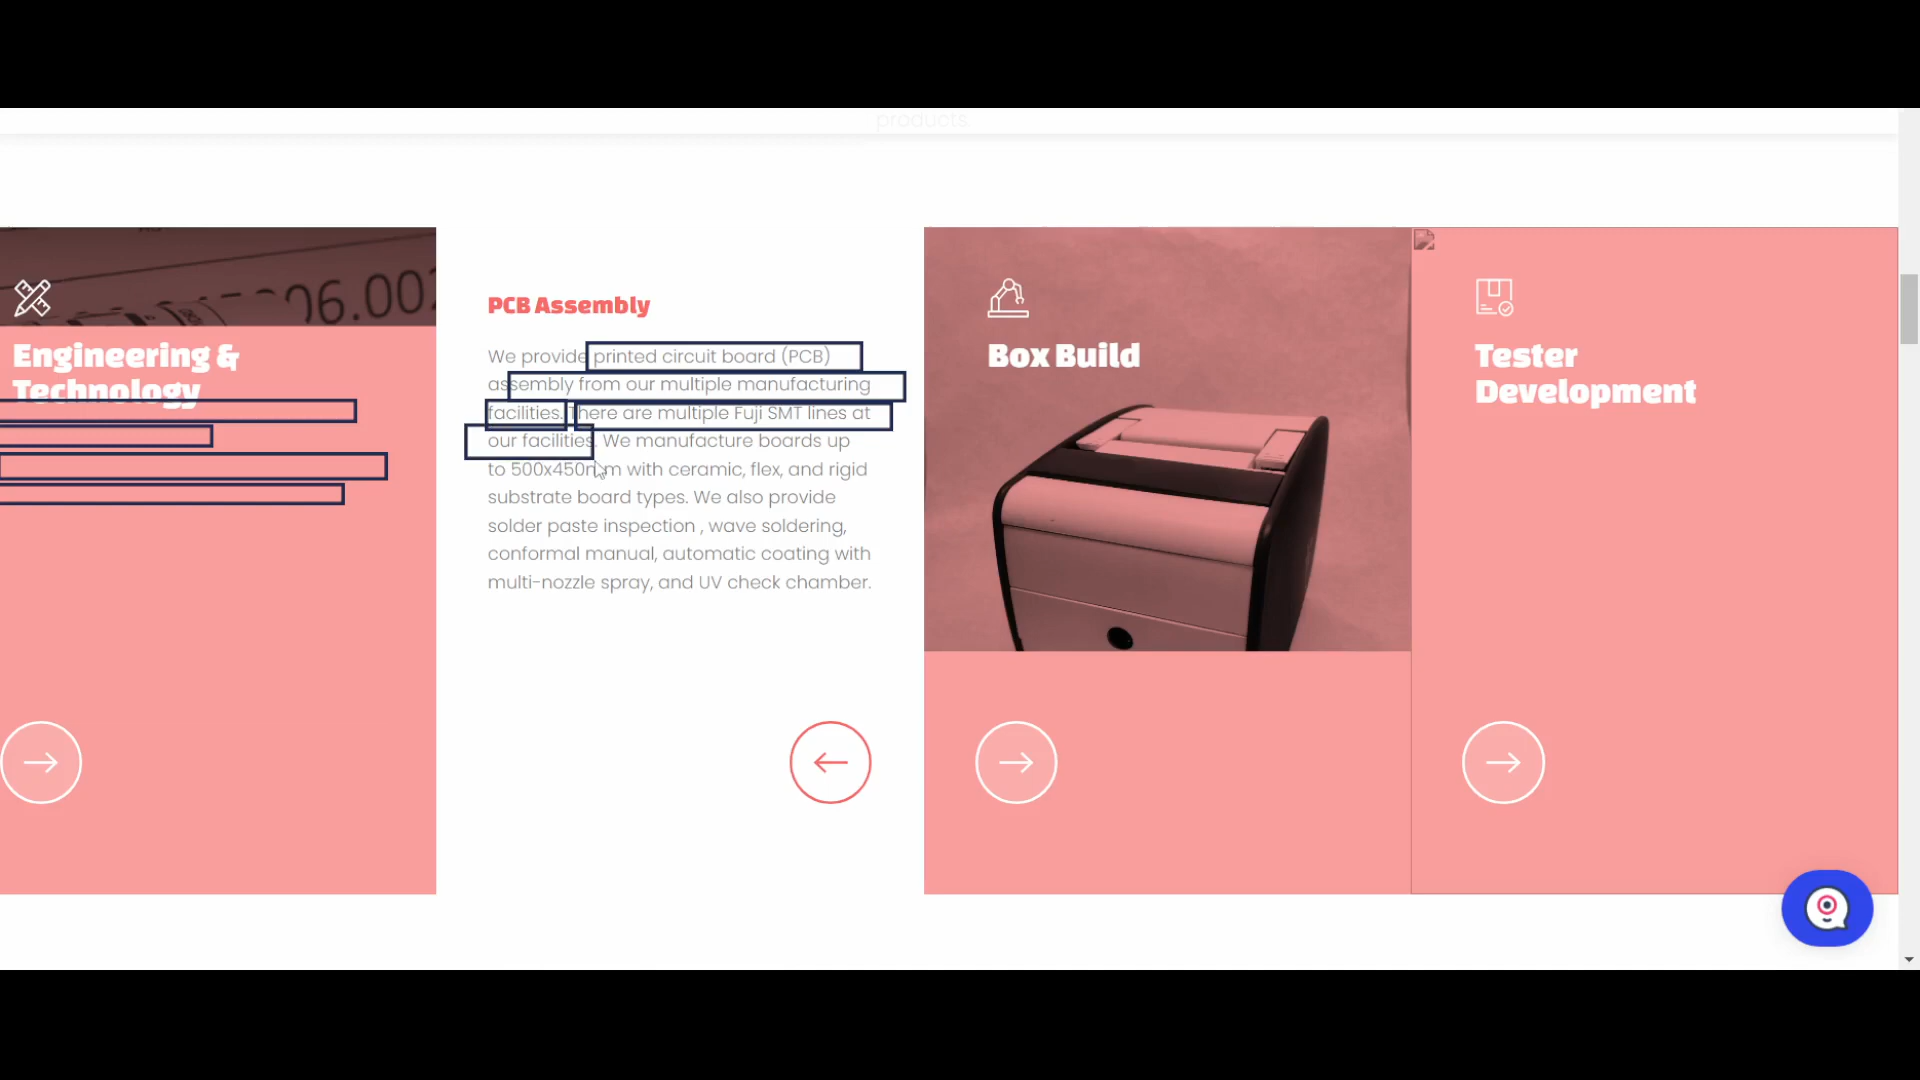 products
06.002
Engineering &
Technology
PCB Assembly
We provide printed circuit board (PCB)
assembly from our multiple manufacturing
facilities. There are multiple Fuji SMT lines at
our facilities. We manufacture boards up
to 500x450mm with ceramic, flex, and rigid
substrate board types. We also provide
solder paste inspection , wave soldering,
conformal manual, automatic coating with
multi-nozzle spray, and UV check chamber.
Box Build
Tester
Development